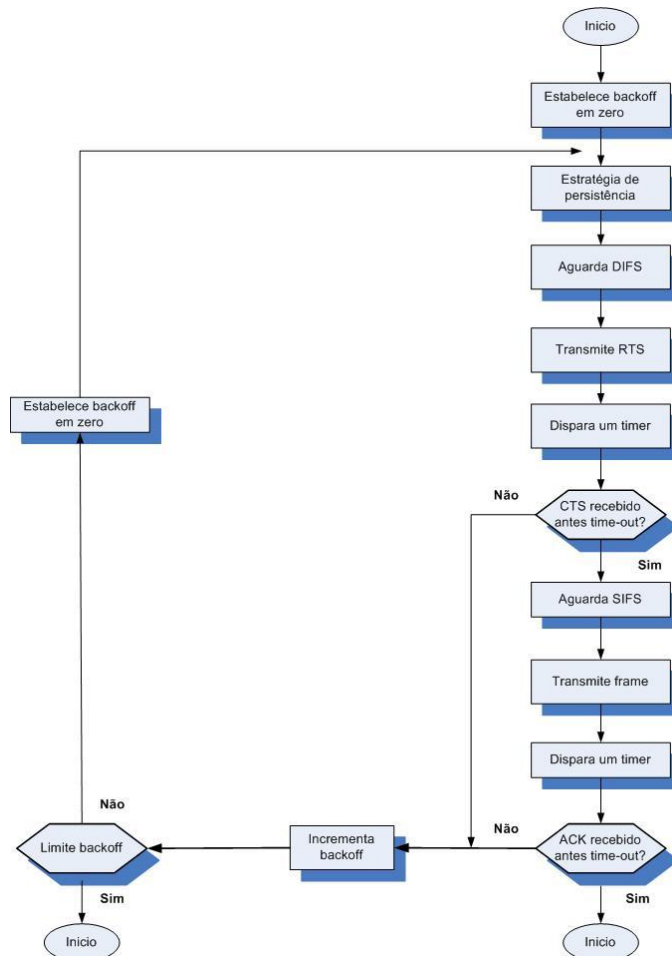 Inicio
Estabelece backoff
em zero
Estratégia de
persistência
Aguarda DIFS
Transmite RTS
Estabelece backoff
em zero
Dispara um timer
Não
CTS recebido
antes time-out?
Sim
Aguarda SIFS
Transmite frame
Dispara um timer
Não
Limite backoff
Sim
Incrementa
backoff
Não
ACK recebido
antes time-out?
Sim
Inicio
Inicio